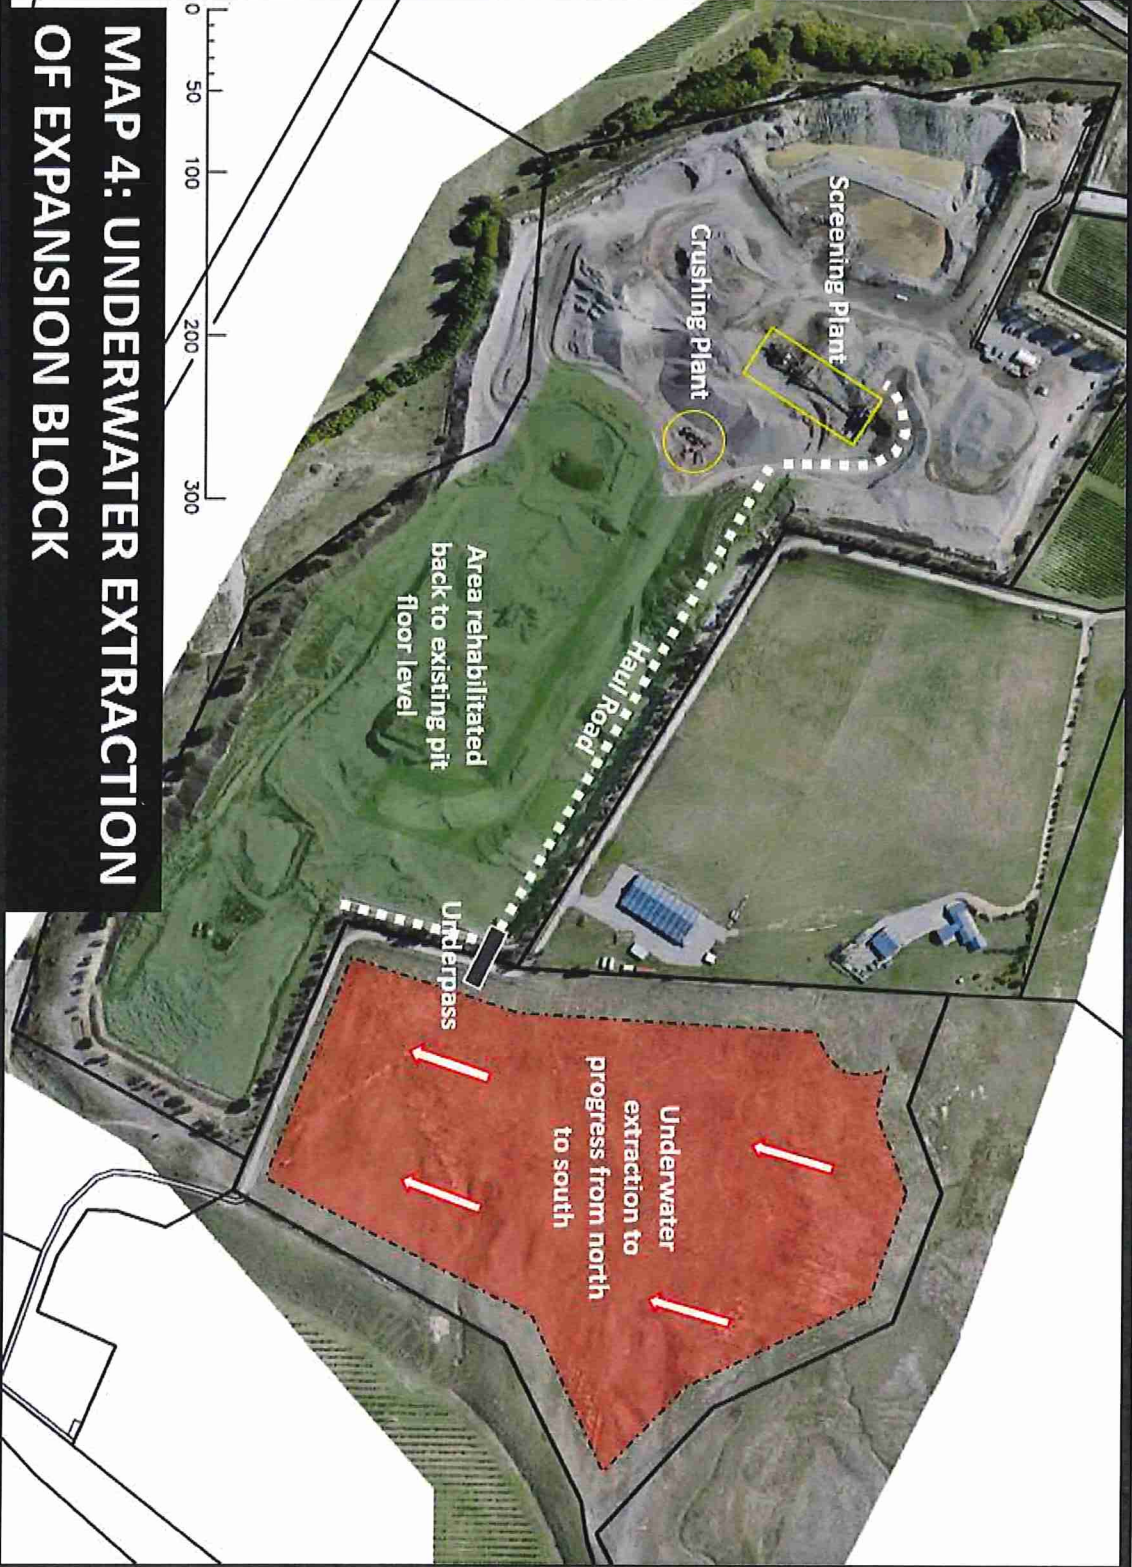 Screening Plant
Crushing Plant
Haul Road
Area rehabilitated
back to existing pit
floor level
Underpass
Underwater
extraction to
progress from north
to south
0 50 100 200 300
MAP 4: UNDERWATER EXTRACTION
OF EXPANSION BLOCK